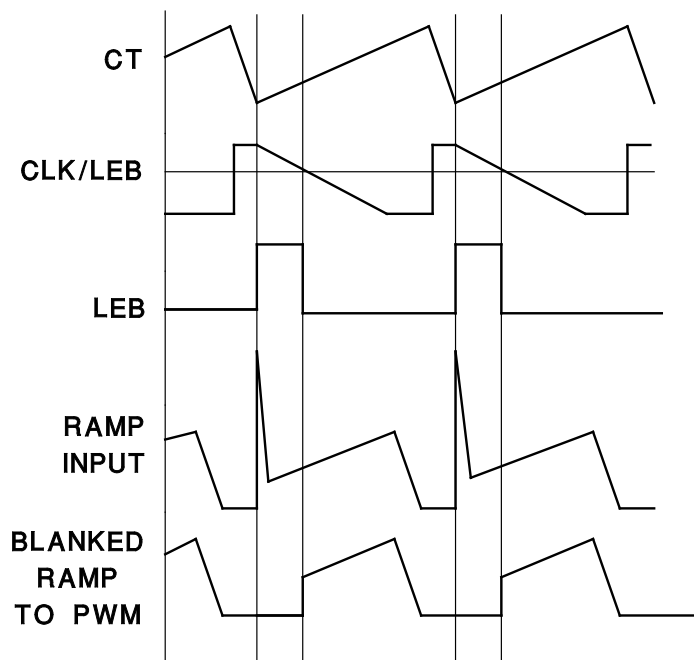 CT
CLK/LEB
LEB
RAMP
INPUT
BLANKED
RAMP
TO PWM